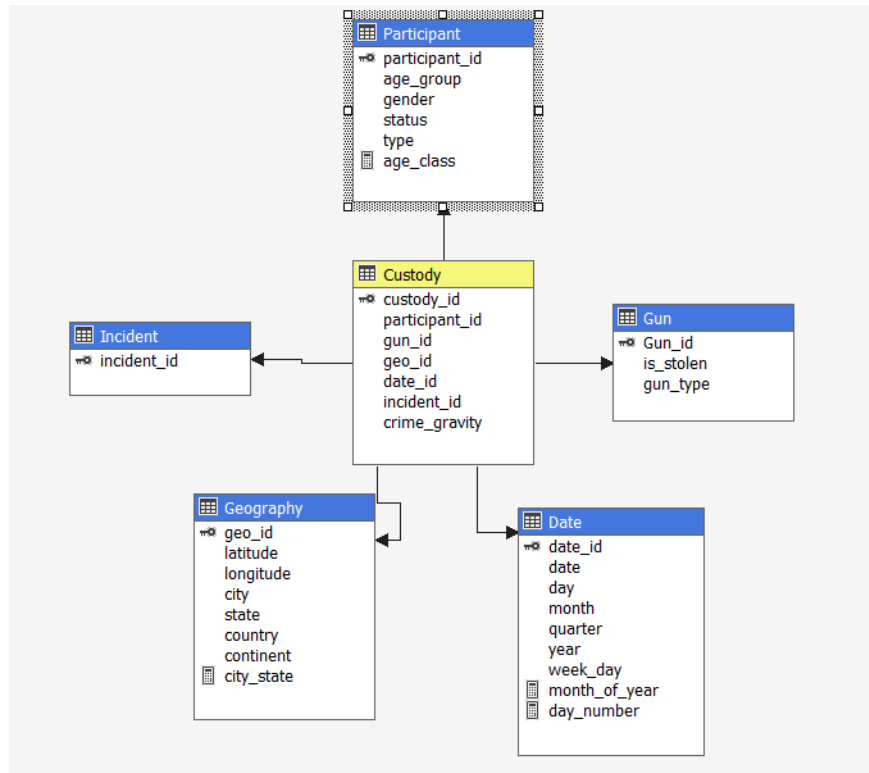 Participant
participant_id
age_group
gender
status
type
age_class
Custody
custody_id
participant_id
gun_id
geo_id
date_id
incident_id
crime_gravity
Incident
incident_id
Gun
Gun_id
is_stolen
gun_type
Geography
geo_id
latitude
longitude
city
state
country
continent
city_state
Date
date_id
date
day
month
quarter
year
week_day
month_of_year
day_number